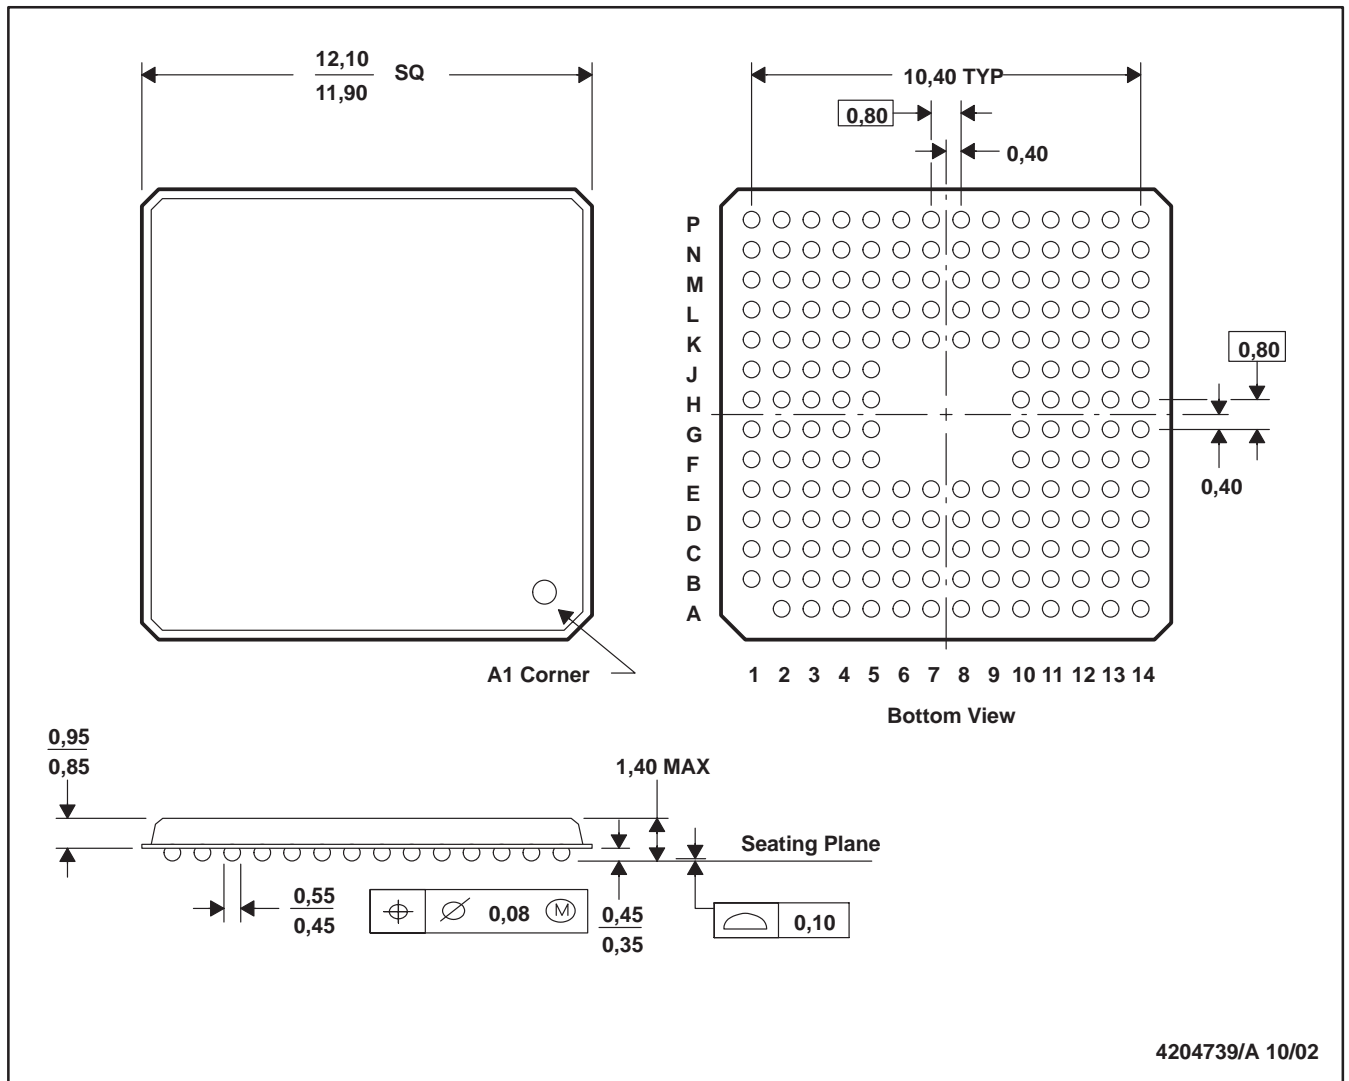 12,10
11,90
SQ
10,40 TYP
0,80
0,40
P
N
M
L
K
J
H
G
F
E
D
C
B
A
0,80
0,40
A1 Corner
1 2 3 4 5 6 7 8 9 10 11 12 13 14
Bottom View
0,95
0,85
1,40 MAX
Seating Plane
0,55
0,45
⌀ 0,08 Ⓜ
0,45
0,35
0,10
4204739/A 10/02